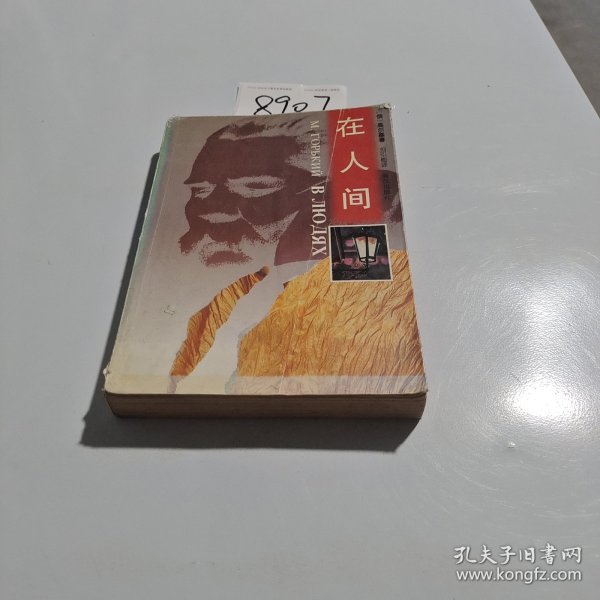 8907
在人间
М. ГОРЬКИЙ В ЛЮДЯХ
孔夫子旧书网
www.kongfz.com